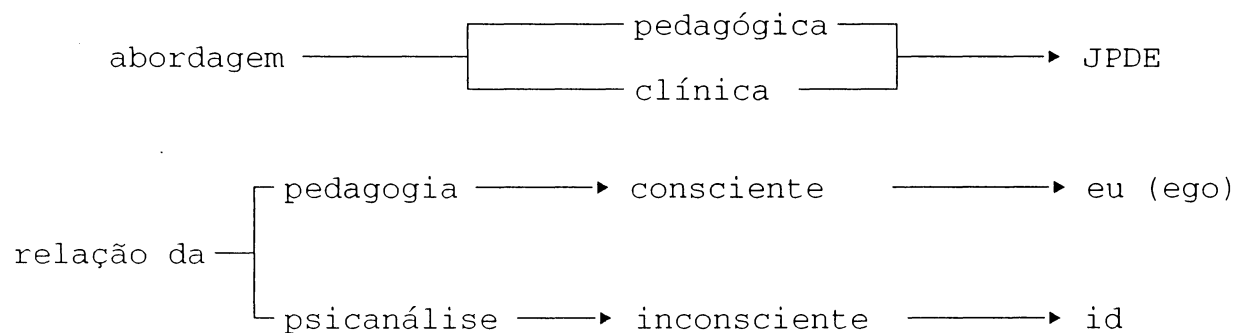 pedagógica
abordagem JPDE
clínica
pedagogia consciente eu (ego)
relação da
psicanálise inconsciente id